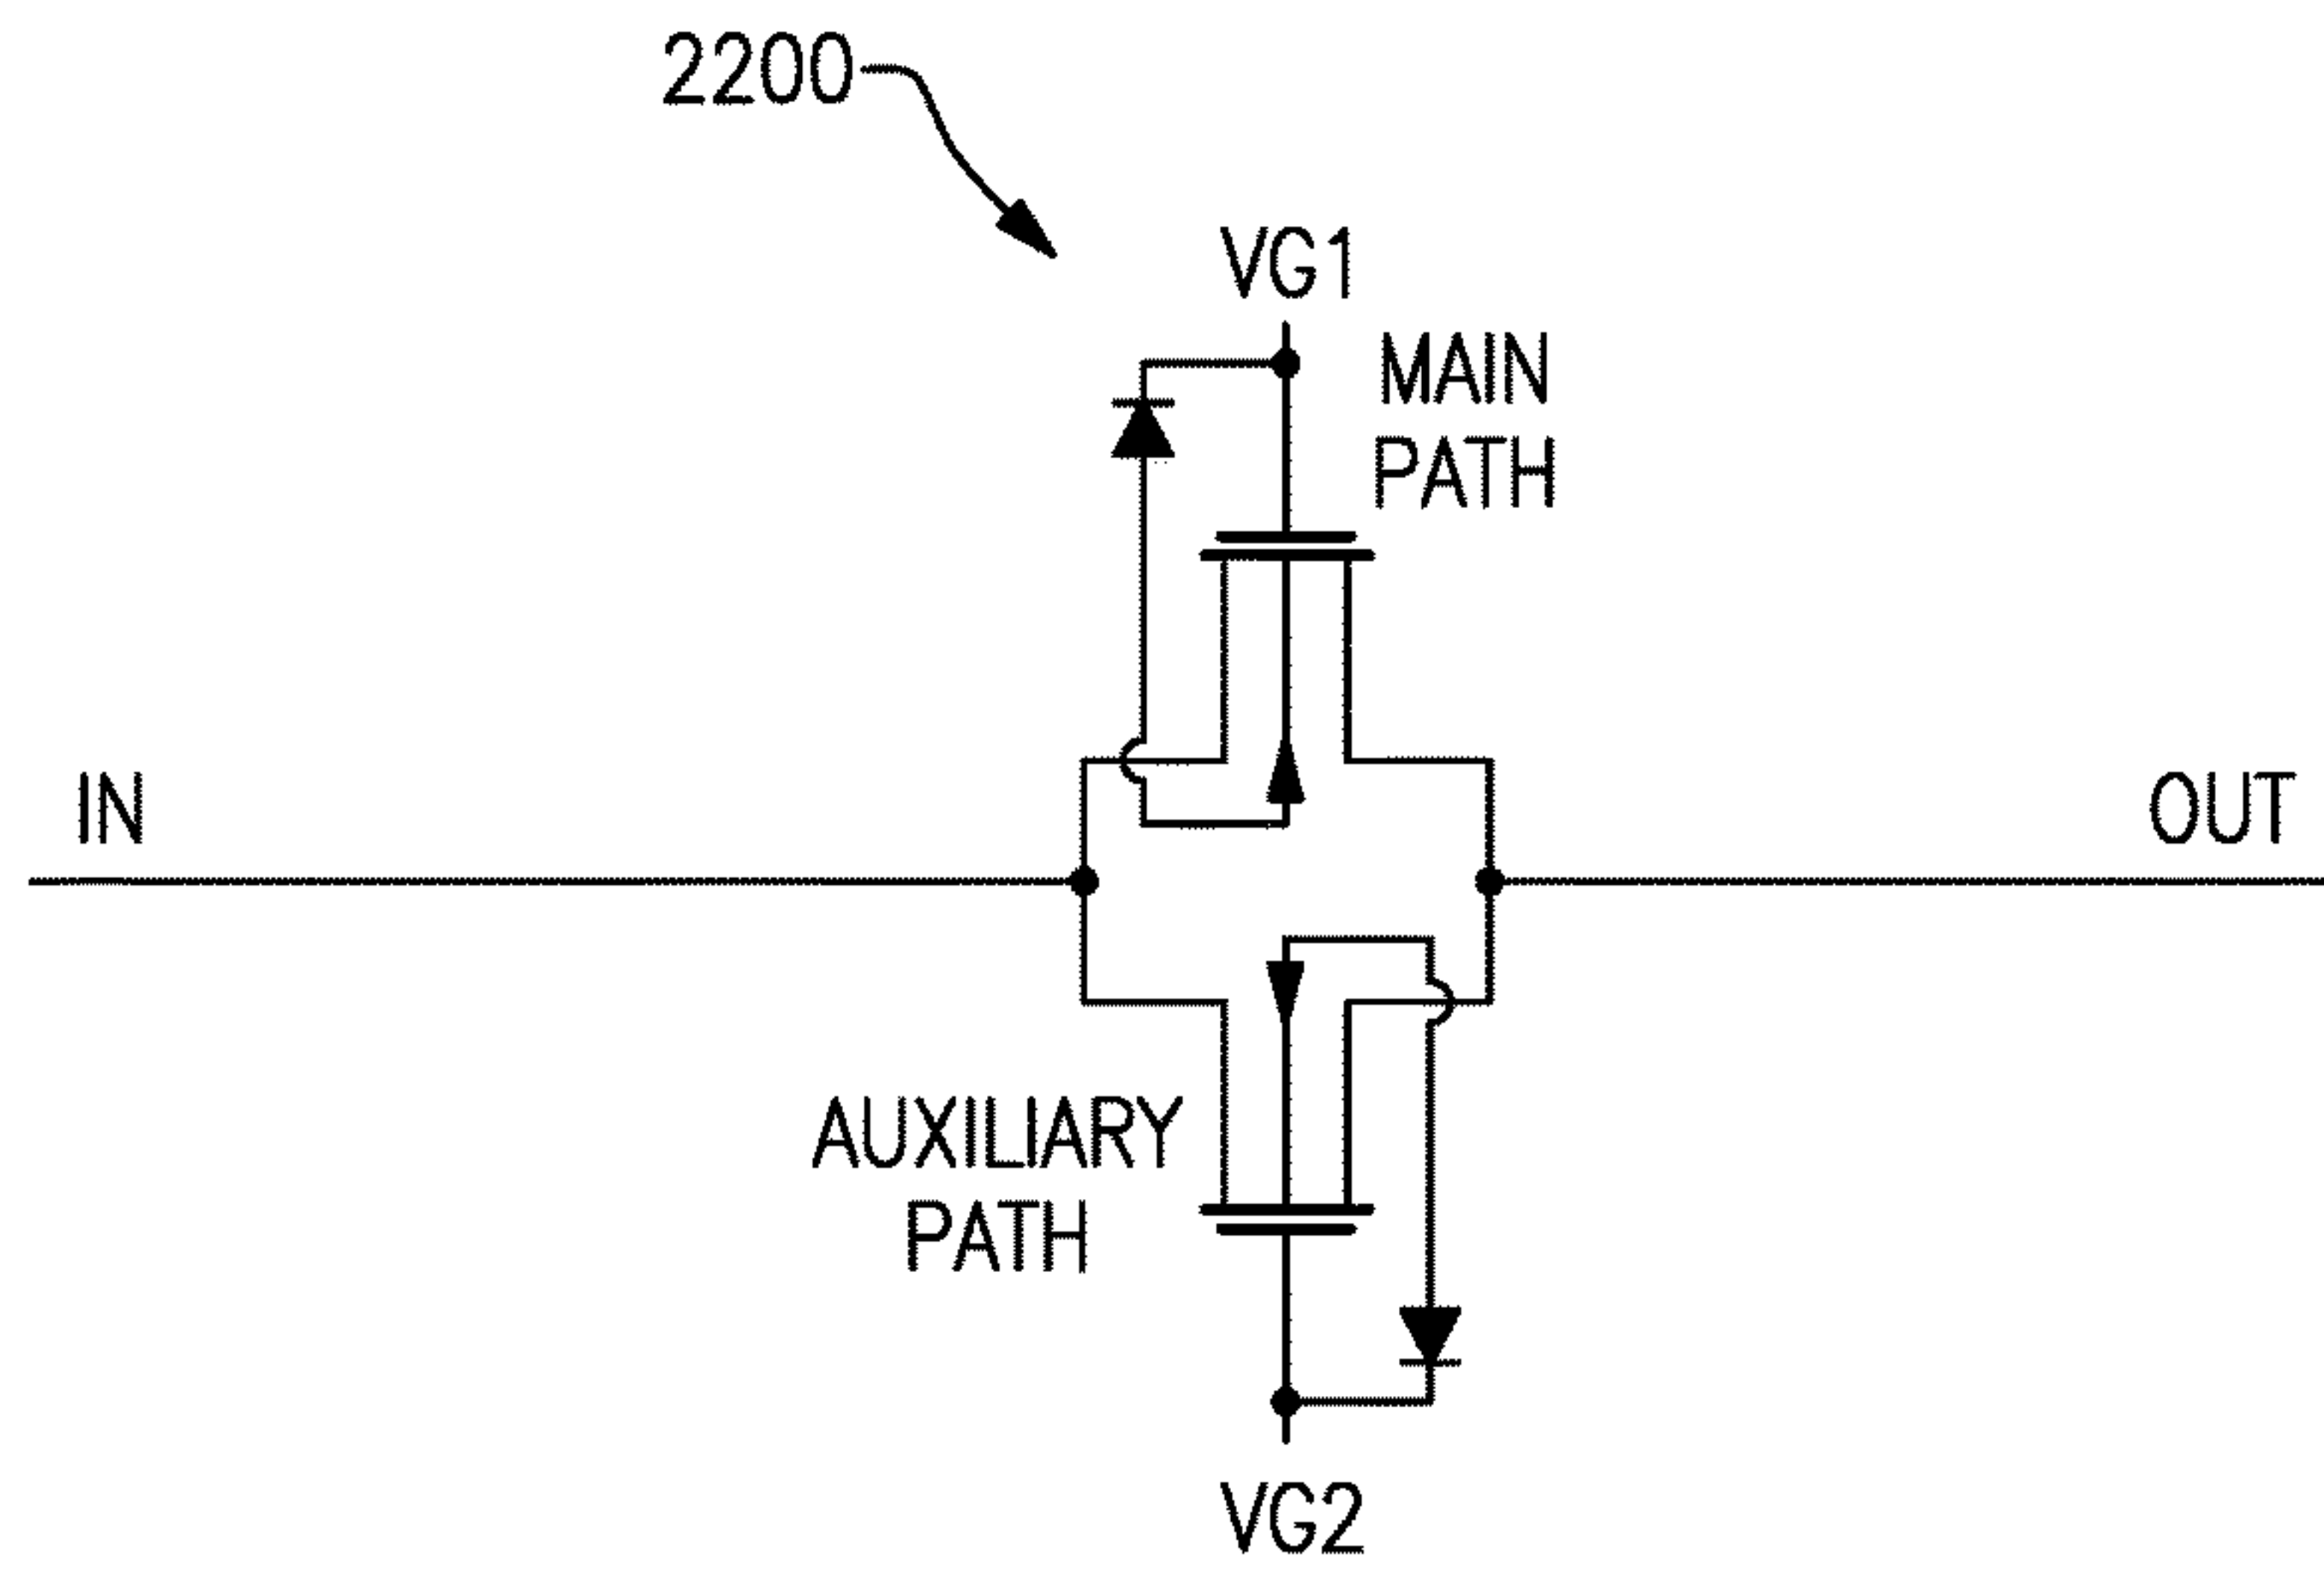 2200
VG1
MAIN
PATH
IN
OUT
AUXILIARY
PATH
VG2